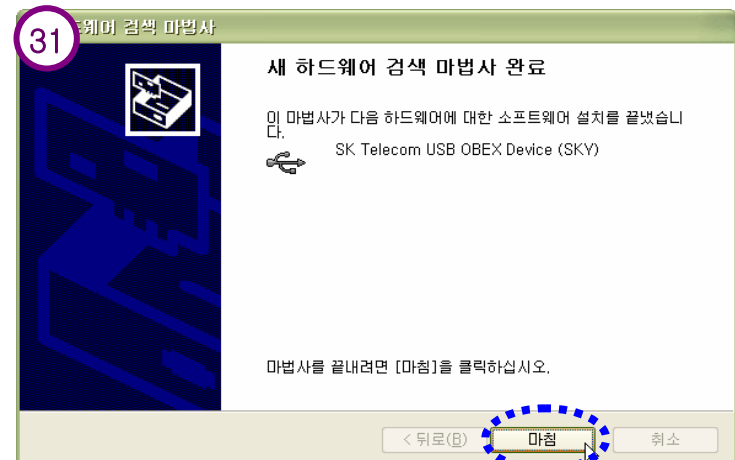 31
드웨어 검색 마법사
새 하드웨어 검색 마법사 완료
이 마법사가 다음 하드웨어에 대한 소프트웨어 설치를 끝냈습니
다.
SK Telecom USB OBEX Device (SKY)
마법사를 끝내려면 [마침]을 클릭하십시오.
< 뒤로(B) 마침 취소